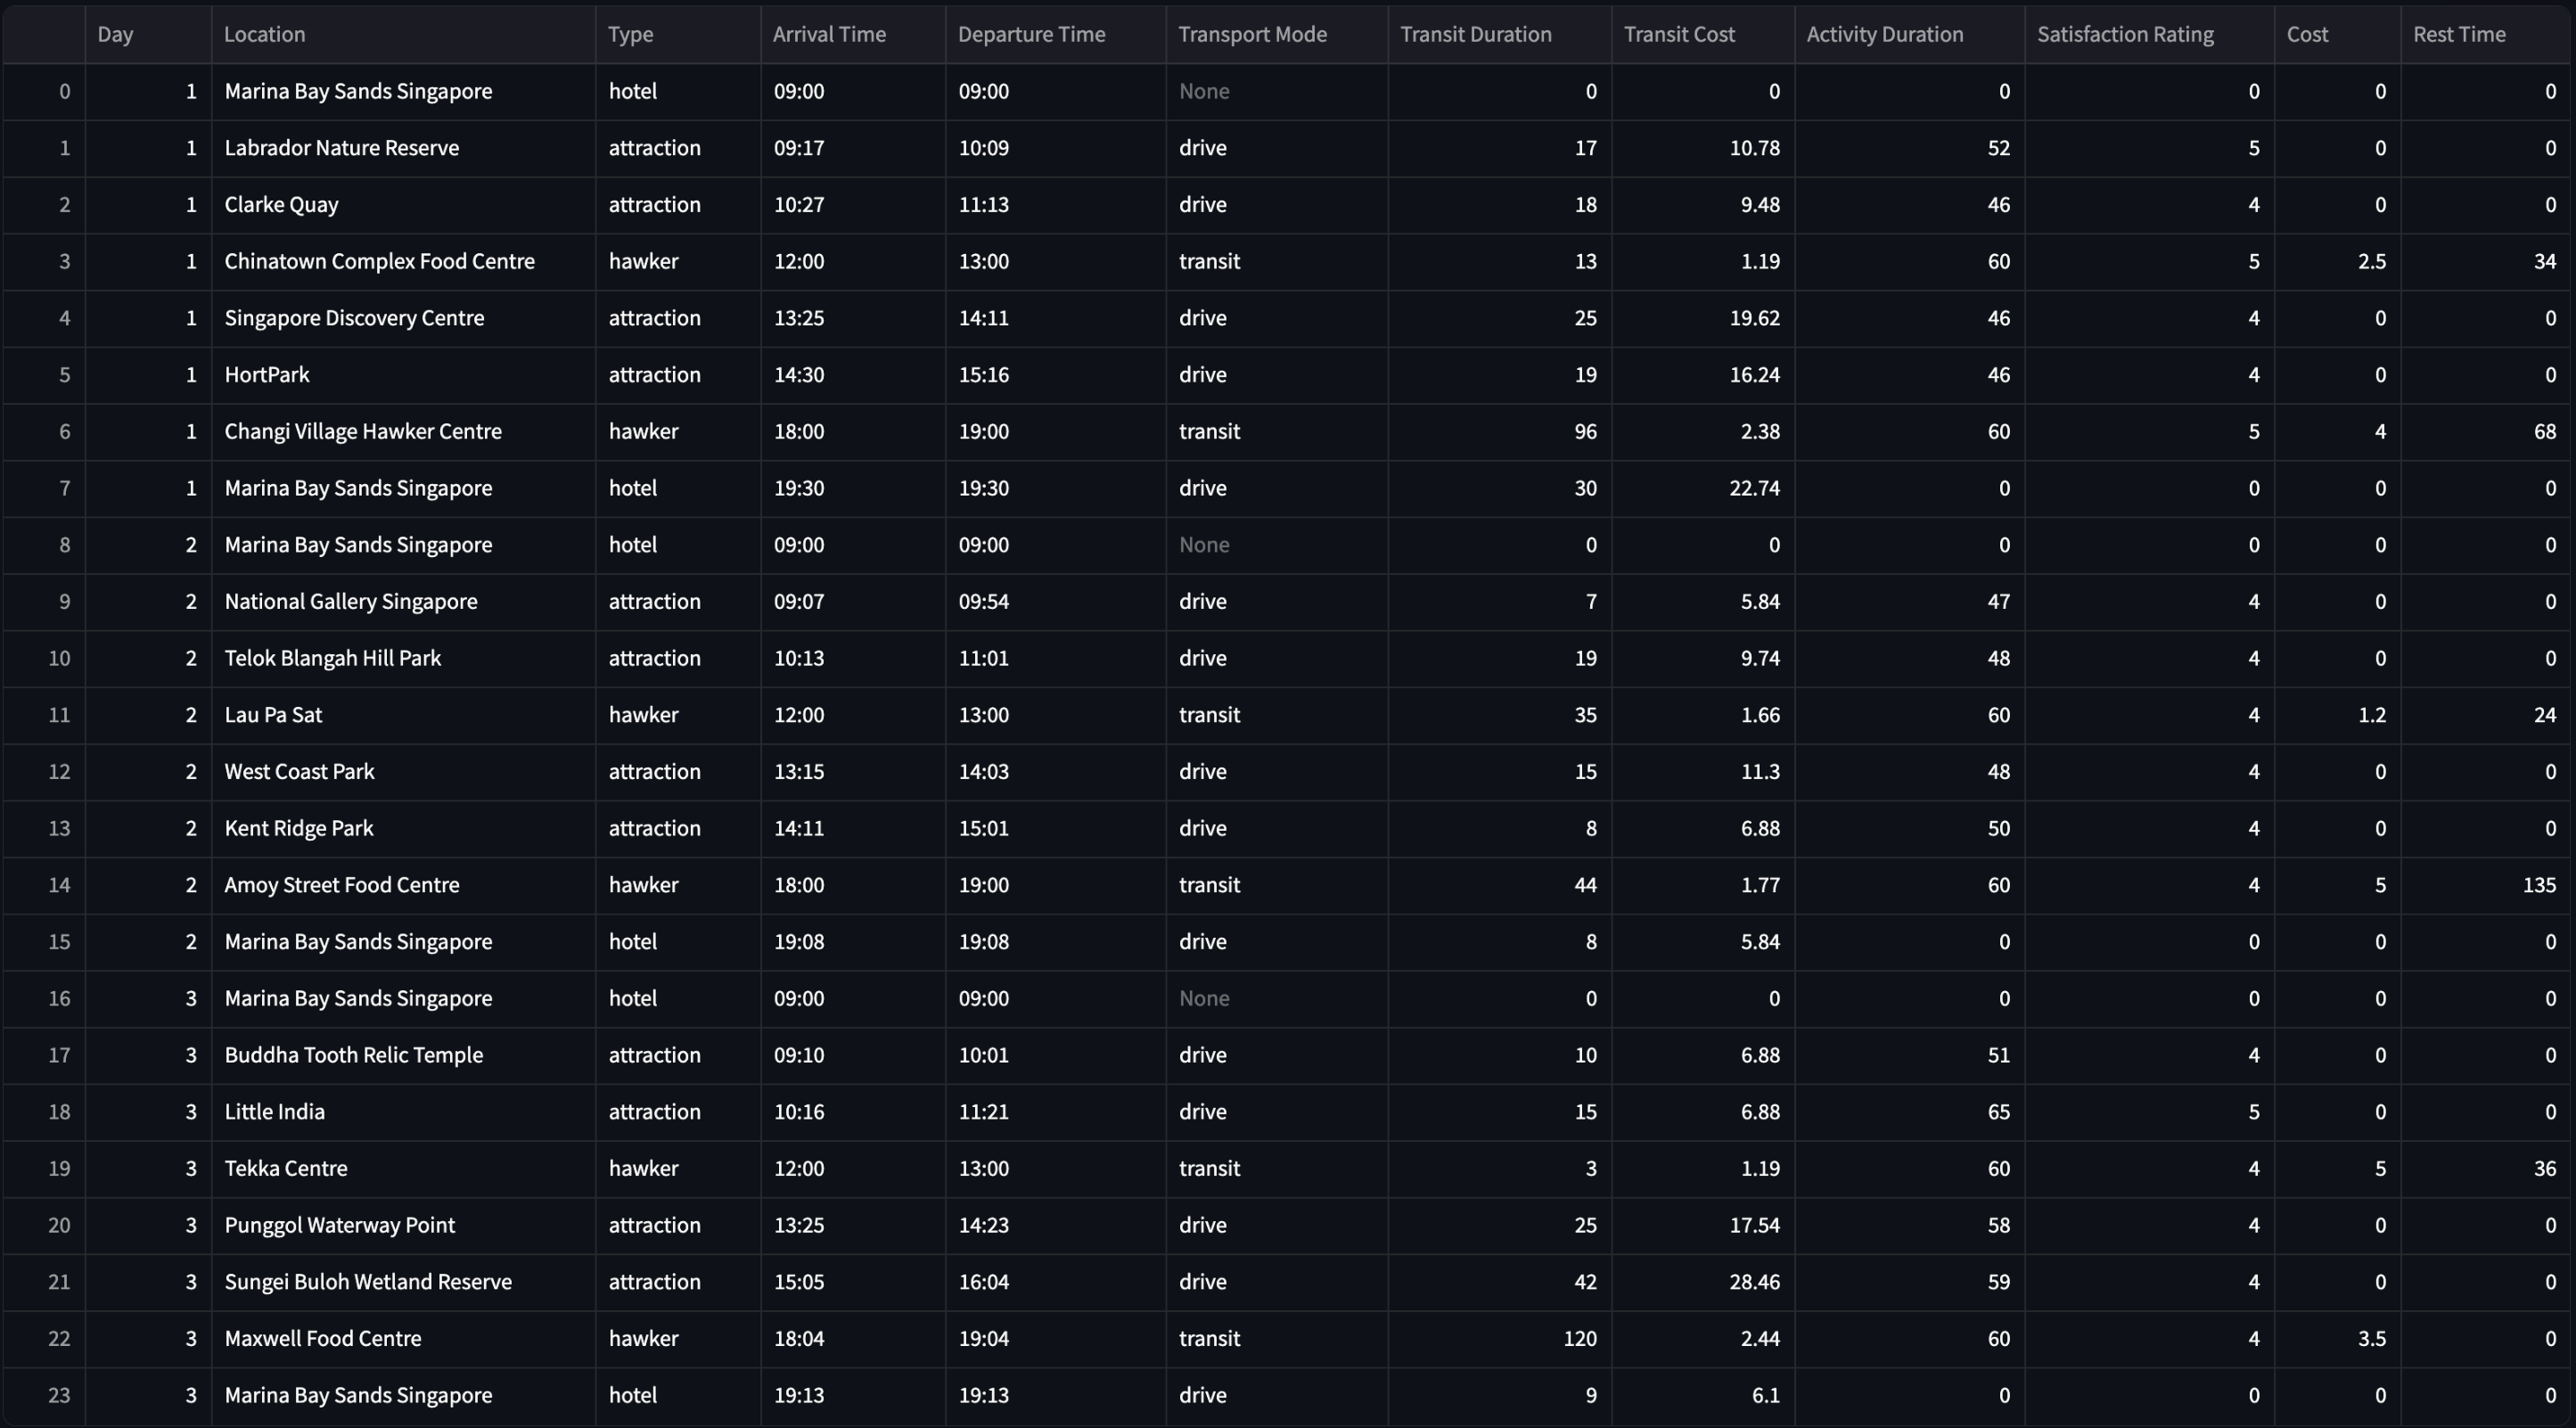 Day Location Type Arrival Time Departure Time Transport Mode Transit Duration Transit Cost Activity Duration Satisfaction Rating Cost Rest Time
0 1 Marina Bay Sands Singapore hotel 09:00 09:00 None 0 0 0 0 0 0
1 1 Labrador Nature Reserve attraction 09:17 10:09 drive 17 10.78 52 5 0 0
2 1 Clarke Quay attraction 10:27 11:13 drive 18 9.48 46 4 0 0
3 1 Chinatown Complex Food Centre hawker 12:00 13:00 transit 13 1.19 60 5 2.5 34
4 1 Singapore Discovery Centre attraction 13:25 14:11 drive 25 19.62 46 4 0 0
5 1 HortPark attraction 14:30 15:16 drive 19 16.24 46 4 0 0
6 1 Changi Village Hawker Centre hawker 18:00 19:00 transit 96 2.38 60 5 4 68
7 1 Marina Bay Sands Singapore hotel 19:30 19:30 drive 30 22.74 0 0 0 0
8 2 Marina Bay Sands Singapore hotel 09:00 09:00 None 0 0 0 0 0 0
9 2 National Gallery Singapore attraction 09:07 09:54 drive 7 5.84 47 4 0 0
10 2 Telok Blangah Hill Park attraction 10:13 11:01 drive 19 9.74 48 4 0 0
11 2 Lau Pa Sat hawker 12:00 13:00 transit 35 1.66 60 4 1.2 24
12 2 West Coast Park attraction 13:15 14:03 drive 15 11.3 48 4 0 0
13 2 Kent Ridge Park attraction 14:11 15:01 drive 8 6.88 50 4 0 0
14 2 Amoy Street Food Centre hawker 18:00 19:00 transit 44 1.77 60 4 5 135
15 2 Marina Bay Sands Singapore hotel 19:08 19:08 drive 8 5.84 0 0 0 0
16 3 Marina Bay Sands Singapore hotel 09:00 09:00 None 0 0 0 0 0 0
17 3 Buddha Tooth Relic Temple attraction 09:10 10:01 drive 10 6.88 51 4 0 0
18 3 Little India attraction 10:16 11:21 drive 15 6.88 65 5 0 0
19 3 Tekka Centre hawker 12:00 13:00 transit 3 1.19 60 4 5 36
20 3 Punggol Waterway Point attraction 13:25 14:23 drive 25 17.54 58 4 0 0
21 3 Sungei Buloh Wetland Reserve attraction 15:05 16:04 drive 42 28.46 59 4 0 0
22 3 Maxwell Food Centre hawker 18:04 19:04 transit 120 2.44 60 4 3.5 0
23 3 Marina Bay Sands Singapore hotel 19:13 19:13 drive 9 6.1 0 0 0 0